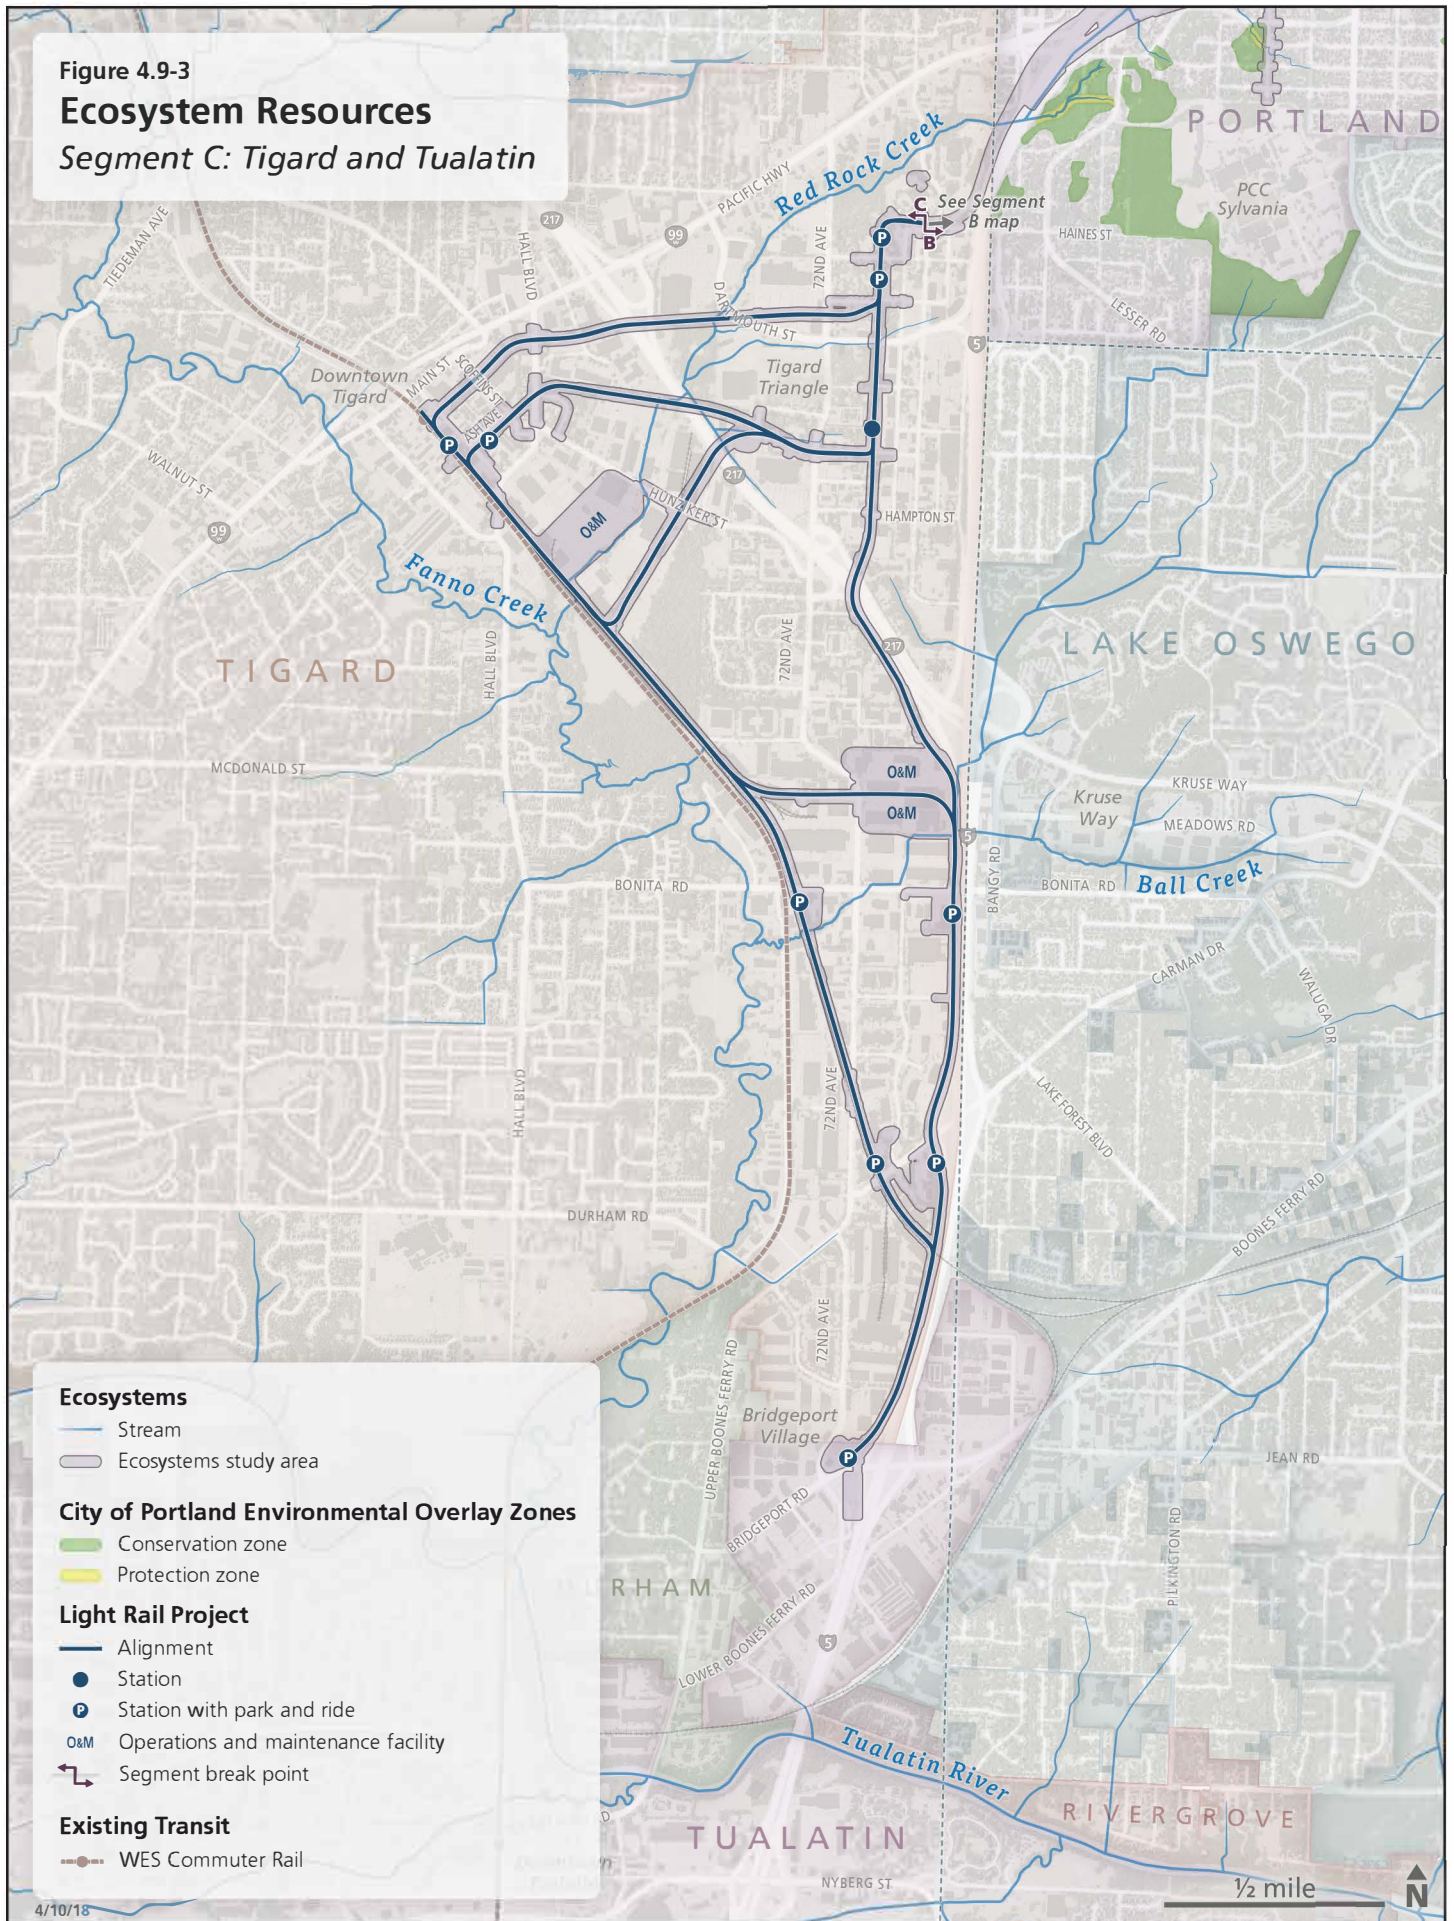 Figure 4.9-3
Ecosystem Resources
Segment C: Tigard and Tualatin
PORTLAND
PCC
Sylvania
Red Rock Creek
PACIFIC HWY
TIEDEMAN AVE
217
99
HALL BLVD
72ND AVE
C
See Segment
B map
B
P
HAINES ST
P
LESSER RD
DARTMOUTH ST
5
Tigard
Triangle
Downtown
Tigard
MAIN ST
SCOFFINS ST
ASH AVE
P
P
WALNUT ST
99
217
HUNZIKER ST
O&M
HAMPTON ST
Fanno Creek
TIGARD
HALL BLVD
72ND AVE
217
LAKE OSWEGO
MCDONALD ST
O&M
O&M
KRUSE WAY
Kruse
Way
MEADOWS RD
5
BANGY RD
BONITA RD
BONITA RD
Ball Creek
P
P
CARMAN DR
WALUGA DR
HALL BLVD
72ND AVE
LAKE FOREST BLVD
P
P
BOONES FERRY RD
DURHAM RD
72ND AVE
UPPER BOONES FERRY RD
Bridgeport
Village
P
JEAN RD
BRIDGEPORT RD
PILKINGTON RD
RHAM
LOWER BOONES FERRY RD
5
Tualatin River
RIVERGROVE
TUALATIN
NYBERG ST
Ecosystems
Stream
Ecosystems study area
City of Portland Environmental Overlay Zones
Conservation zone
Protection zone
Light Rail Project
Alignment
Station
P Station with park and ride
O&M Operations and maintenance facility
Segment break point
Existing Transit
WES Commuter Rail
4/10/18
½ mile
N